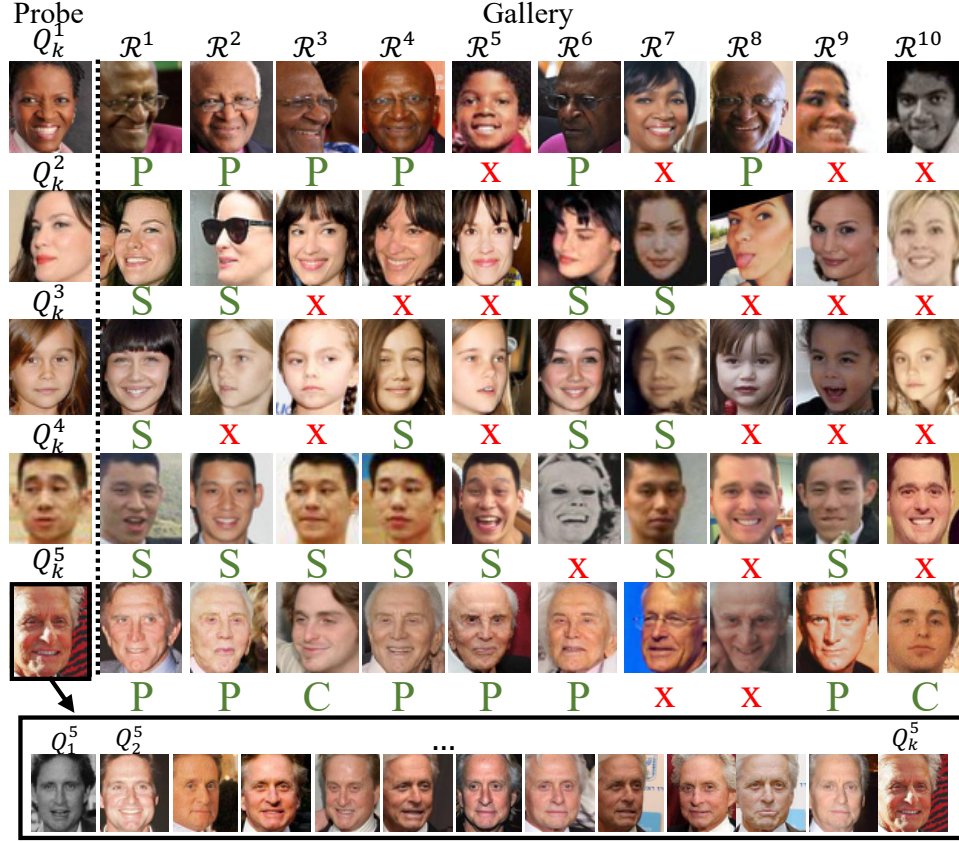 Probe Gallery
Q_k^1 R^1 R^2 R^3 R^4 R^5 R^6 R^7 R^8 R^9 R^10
Q_k^2 P P P P x P x P x x
Q_k^3 S S x x x S S x x x
Q_k^4 S x x S x S S x x x
Q_k^5 S S S S S x S x S x
P P C P P P x x P C
Q_1^5 Q_2^5 ... Q_k^5